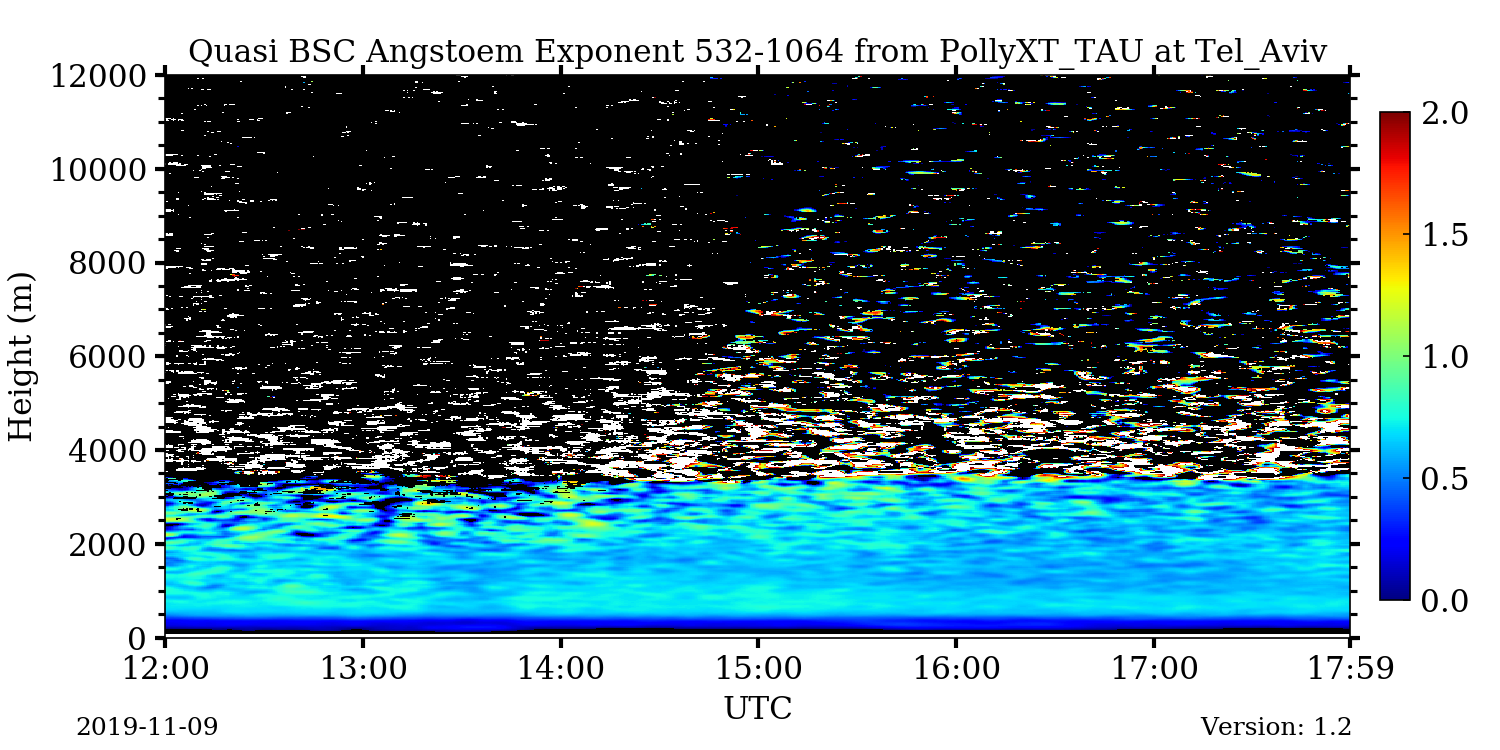 Quasi BSC Angstoem Exponent 532-1064 from PollyXT_TAU at Tel_Aviv
12000
10000
8000
6000
4000
2000
0
Height (m)
12:00 13:00 14:00 15:00 16:00 17:00 17:59
UTC
2.0
1.5
1.0
0.5
0.0
2019-11-09
Version: 1.2